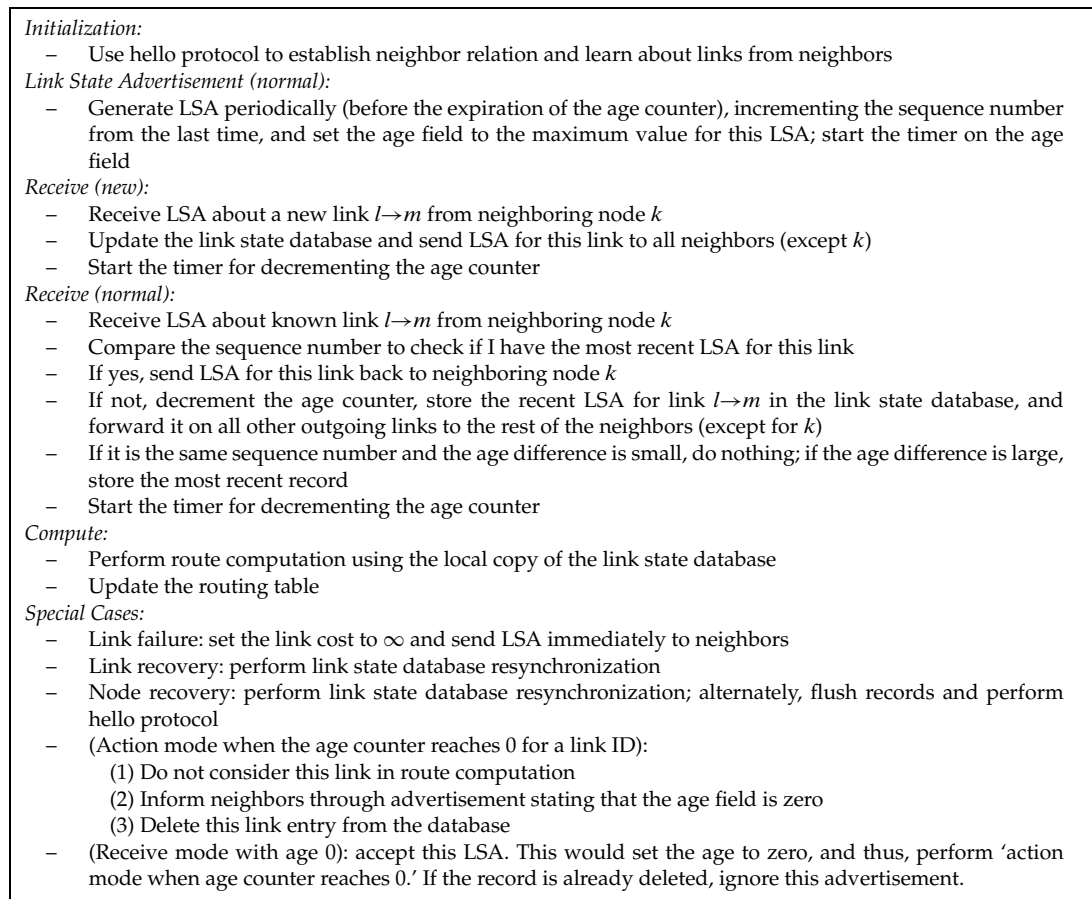 Initialization:
– Use hello protocol to establish neighbor relation and learn about links from neighbors
Link State Advertisement (normal):
– Generate LSA periodically (before the expiration of the age counter), incrementing the sequence number
from the last time, and set the age field to the maximum value for this LSA; start the timer on the age
field
Receive (new):
– Receive LSA about a new link l→m from neighboring node k
– Update the link state database and send LSA for this link to all neighbors (except k)
– Start the timer for decrementing the age counter
Receive (normal):
– Receive LSA about known link l→m from neighboring node k
– Compare the sequence number to check if I have the most recent LSA for this link
– If yes, send LSA for this link back to neighboring node k
– If not, decrement the age counter, store the recent LSA for link l→m in the link state database, and
forward it on all other outgoing links to the rest of the neighbors (except for k)
– If it is the same sequence number and the age difference is small, do nothing; if the age difference is large,
store the most recent record
– Start the timer for decrementing the age counter
Compute:
– Perform route computation using the local copy of the link state database
– Update the routing table
Special Cases:
– Link failure: set the link cost to ∞ and send LSA immediately to neighbors
– Link recovery: perform link state database resynchronization
– Node recovery: perform link state database resynchronization; alternately, flush records and perform
hello protocol
– (Action mode when the age counter reaches 0 for a link ID):
(1) Do not consider this link in route computation
(2) Inform neighbors through advertisement stating that the age field is zero
(3) Delete this link entry from the database
– (Receive mode with age 0): accept this LSA. This would set the age to zero, and thus, perform 'action
mode when age counter reaches 0.' If the record is already deleted, ignore this advertisement.